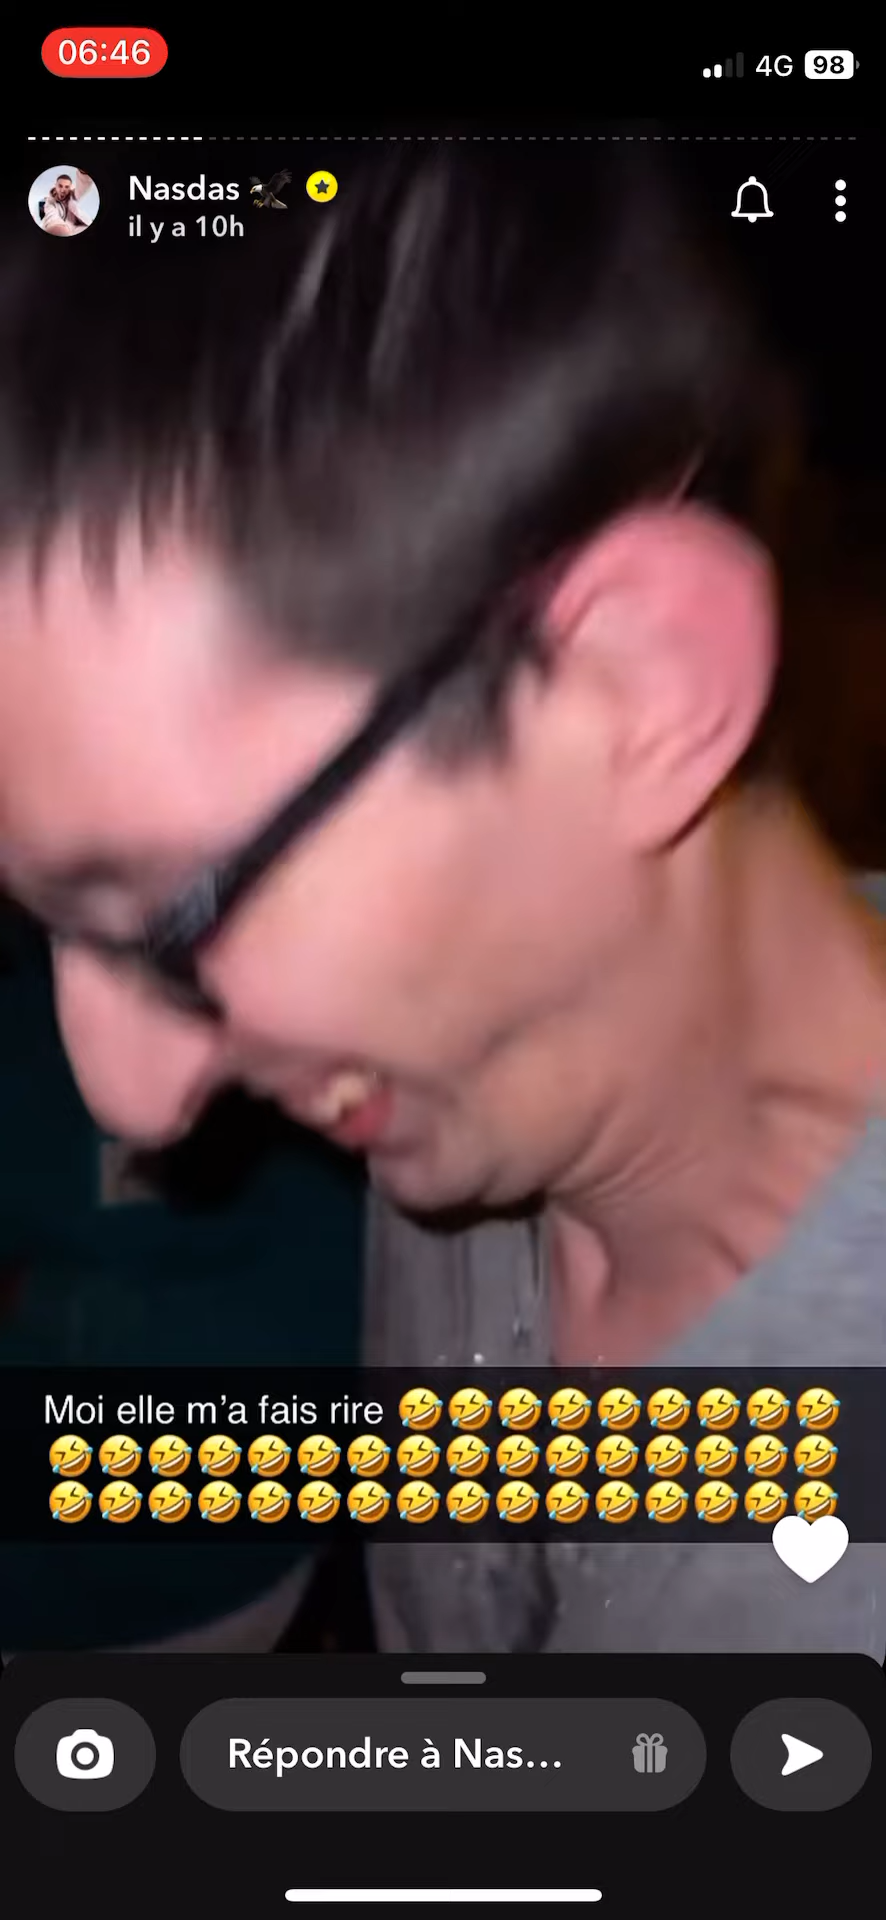 06:46
4G 98
Nasdas 🦅
il y a 10h
Moi elle m'a fais rire 🤣🤣🤣🤣🤣🤣🤣🤣🤣
🤣🤣🤣🤣🤣🤣🤣🤣🤣🤣🤣🤣🤣🤣🤣🤣
🤣🤣🤣🤣🤣🤣🤣🤣🤣🤣🤣🤣🤣🤣🤣🤣
Répondre à Nas...